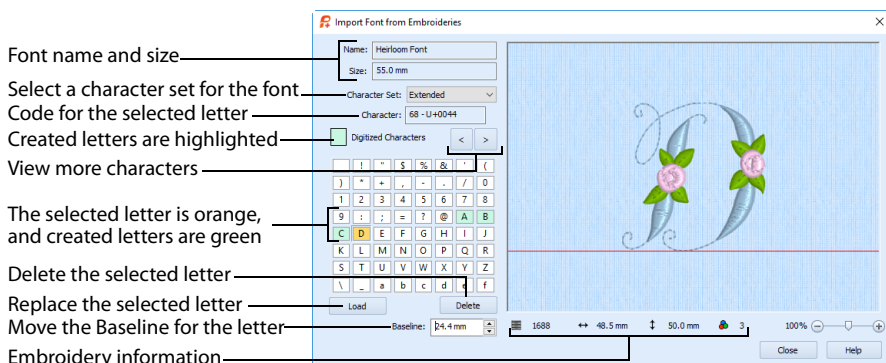 Import Font from Embroideries
Font name and size
Name: Heirloom Font
Size: 55.0 mm
Select a character set for the font
Character Set: Extended
Code for the selected letter
Character: 68 - U+0044
Created letters are highlighted
Digitized Characters < >
View more characters
! " $ % & ' (
) * + , - . / 0
1 2 3 4 5 6 7 8
The selected letter is orange,
and created letters are green
9 : ; = ? @ A B
C D E F G H I J
K L M N O P Q R
S T U V W X Y Z
\ _ a b c d e f
Delete the selected letter
Replace the selected letter
Load Delete
Move the Baseline for the letter
Baseline: 24.4 mm
Embroidery information
1688 48.5 mm 50.0 mm 3 100%
Close Help
D